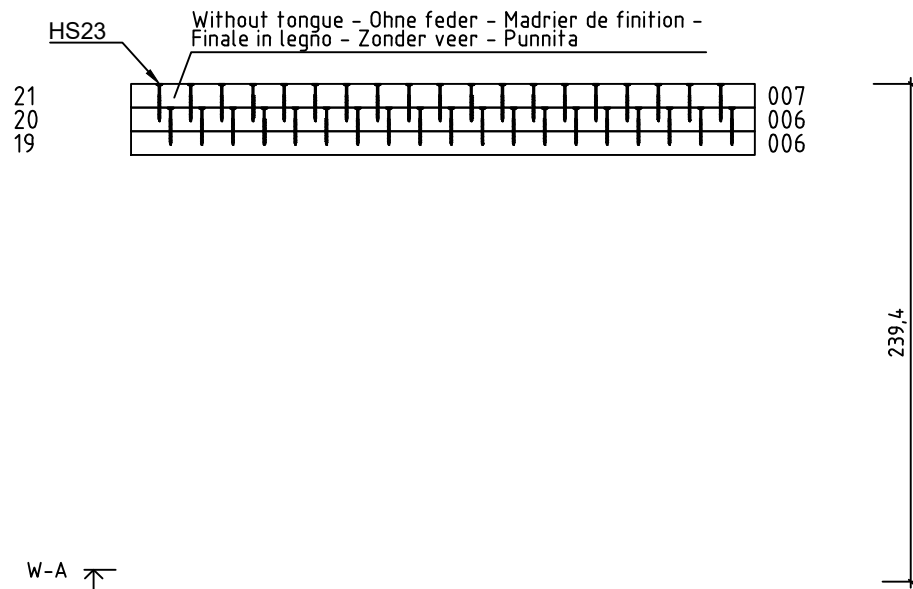 HS23
Without tongue - Ohne feder - Madrier de finition -
Finale in legno - Zonder veer - Punnita
21 007
20 006
19 006
239,4
W-A